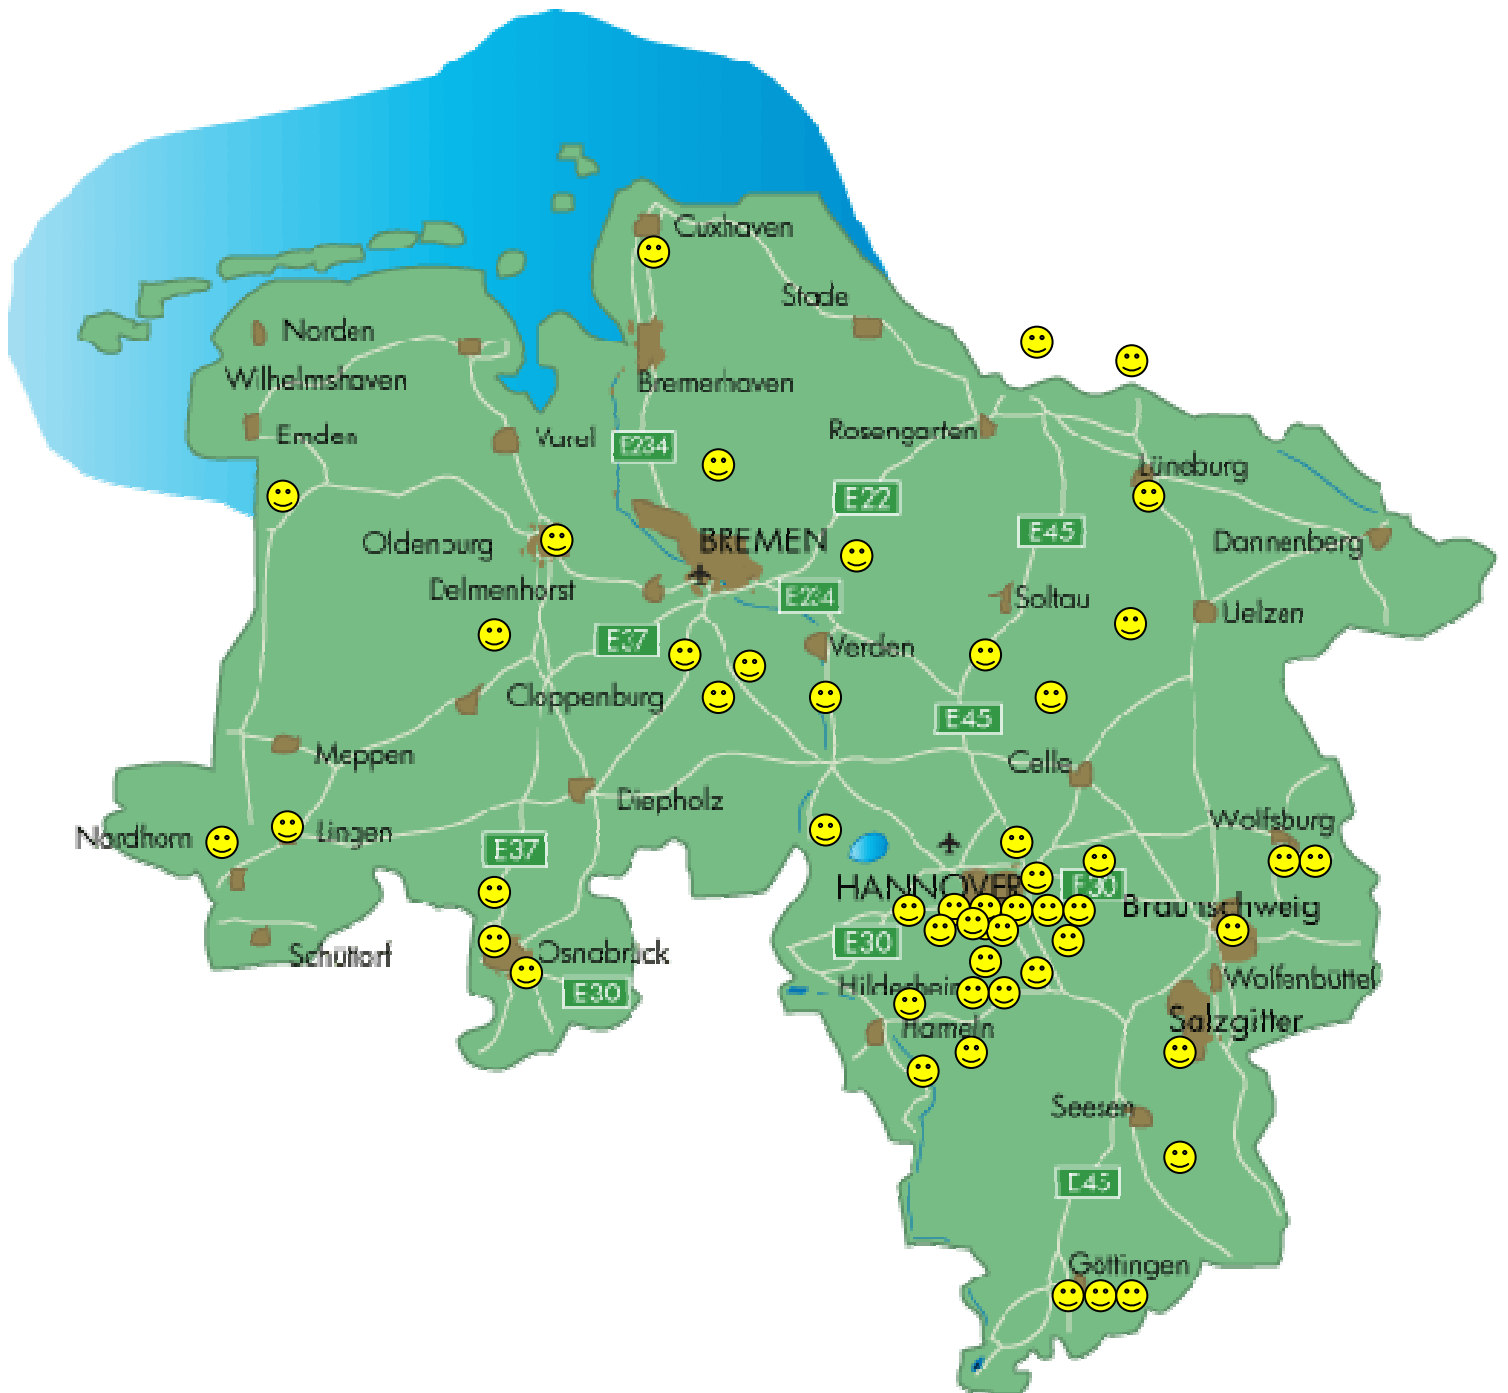 Cuxhaven
Stade
Norden
Wilhelmshaven
Bremerhaven
Emden
Varel
E234
Rosengarten
Lüneburg
E22
E45
Oldenburg
BREMEN
Dannenberg
Delmenhorst
E234
Soltau
Uelzen
E37
Verden
Cloppenburg
E45
Meppen
Celle
Diepholz
Nordhorn
Lingen
Wolfsburg
E37
HANNOVER
E30
Braunschweig
E30
Schüttorf
Osnabrück
E30
Hildesheim
Wolfenbüttel
Hameln
Salzgitter
Seesen
E45
Göttingen